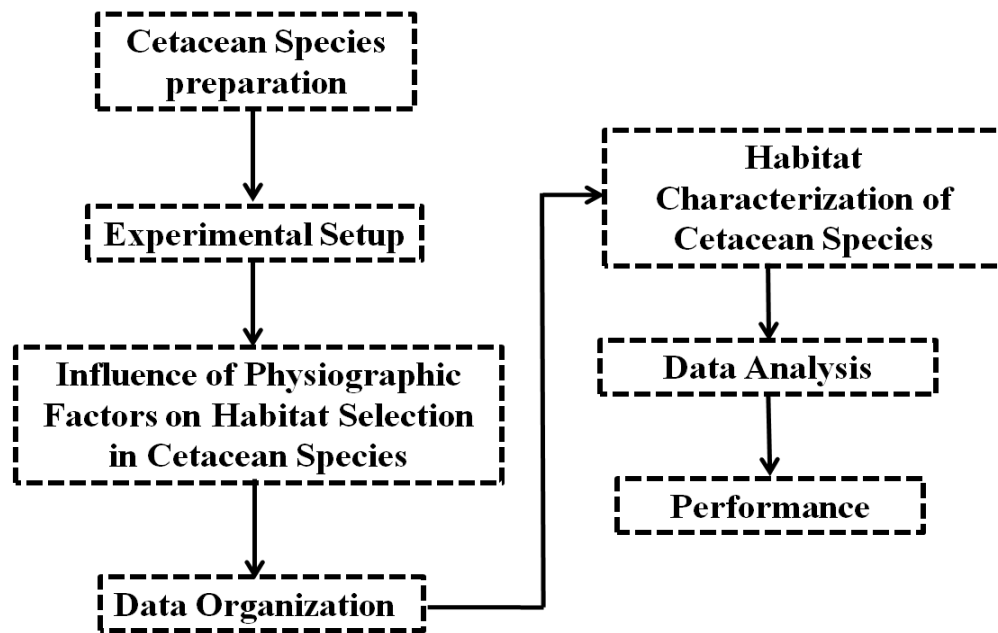 Cetacean Species
preparation
Experimental Setup
Influence of Physiographic
Factors on Habitat Selection
in Cetacean Species
Data Organization
Habitat
Characterization of
Cetacean Species
Data Analysis
Performance